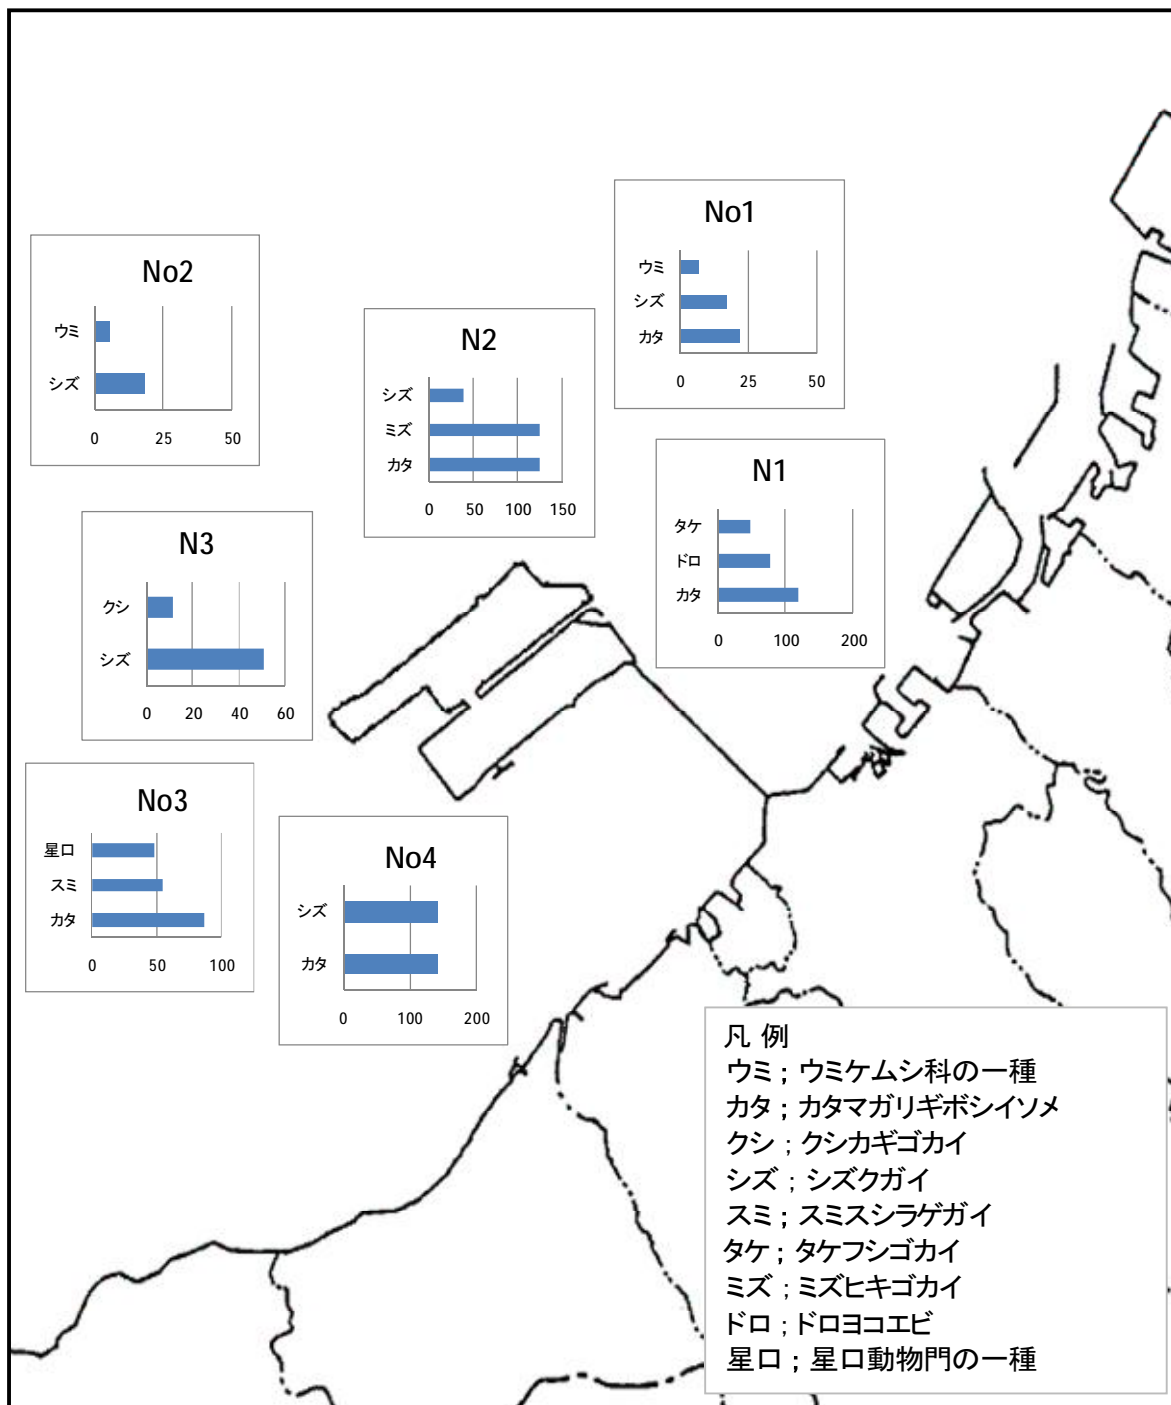 No1
ウミ
シズ
カタ
0 25 50
No2
ウミ
シズ
0 25 50
N2
シズ
ミズ
カタ
0 50 100 150
N1
タケ
ドロ
カタ
0 100 200
N3
クシ
シズ
0 20 40 60
No3
星口
スミ
カタ
0 50 100
No4
シズ
カタ
0 100 200
凡 例
ウミ ; ウミケムシ科の一種
カタ ; カタマガリギボシイソメ
クシ ; クシカギゴカイ
シズ ; シズクガイ
スミ ; スミスシラゲガイ
タケ ; タケフシゴカイ
ミズ ; ミズヒキゴカイ
ドロ ; ドロヨコエビ
星口 ; 星口動物門の一種